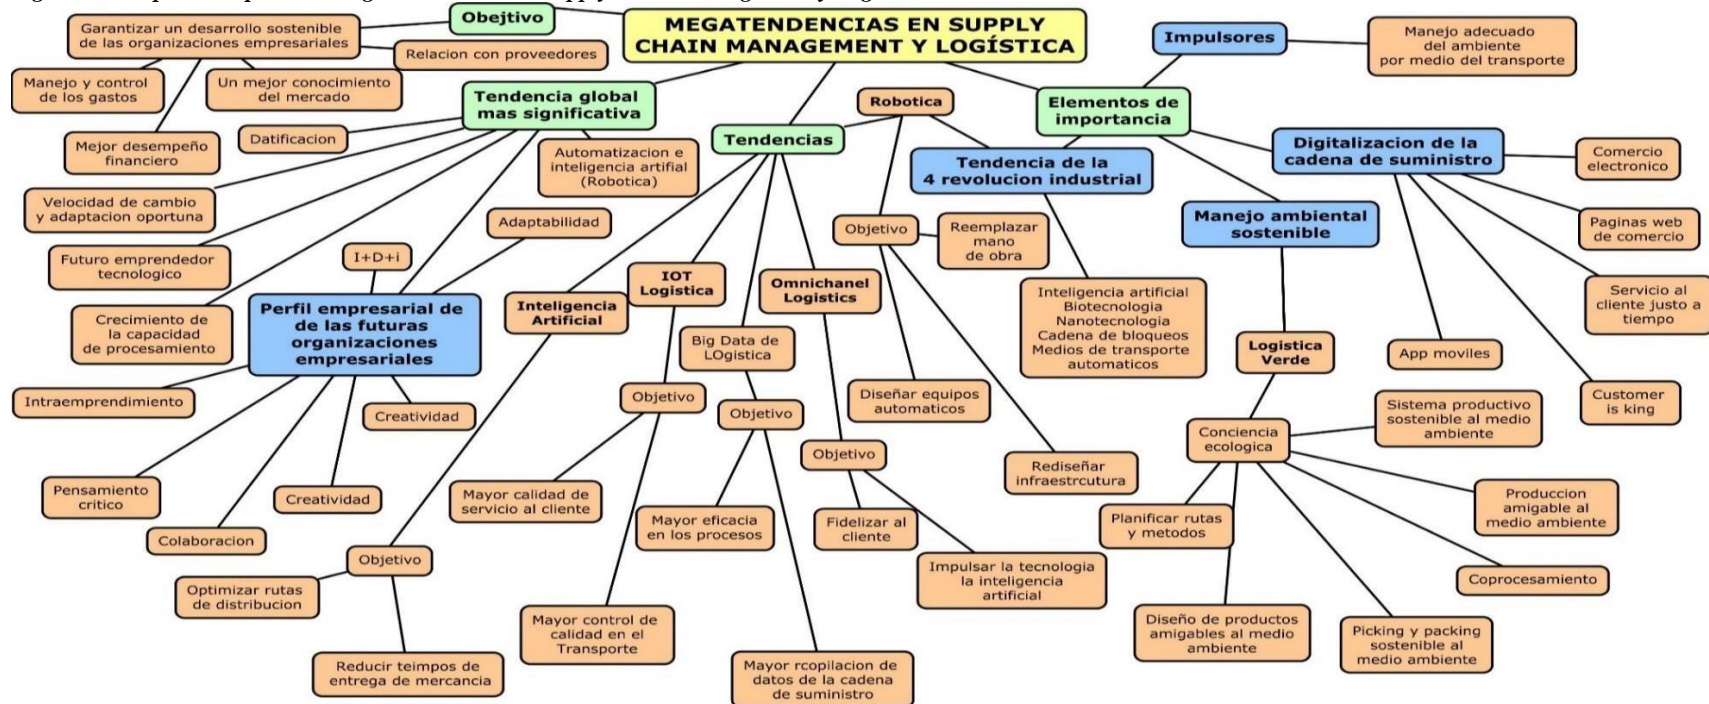 Obejtivo
MEGATENDENCIAS EN SUPPLY
CHAIN MANAGEMENT Y LOGÍSTICA
Garantizar un desarrollo sostenible
de las organizaciones empresariales
Relacion con proveedores
Manejo y control
de los gastos
Un mejor conocimiento
del mercado
Mejor desempeño
financiero
Impulsores
Manejo adecuado
del ambiente
por medio del transporte
Tendencia global
mas significativa
Datificacion
Automatizacion e
inteligencia artifial
(Robotica)
Velocidad de cambio
y adaptacion oportuna
Futuro emprendedor
tecnologico
Crecimiento de
la capacidad
de procesamiento
Adaptabilidad
I+D+i
Perfil empresarial de
de las futuras
organizaciones
empresariales
Intraemprendimiento
Creatividad
Pensamiento
critico
Creatividad
Colaboracion
Tendencias
Robotica
Objetivo
Reemplazar
mano
de obra
Diseñar equipos
automaticos
Rediseñar
infraestrcutura
Inteligencia
Artificial
Objetivo
Optimizar rutas
de distribucion
Reducir teimpos de
entrega de mercancia
IOT
Logistica
Objetivo
Mayor calidad de
servicio al cliente
Mayor control de
calidad en el
Transporte
Big Data de
LOgistica
Objetivo
Mayor eficacia
en los procesos
Mayor rcopilacion de
datos de la cadena
de suministro
Omnichanel
Logistics
Objetivo
Fidelizar al
cliente
Impulsar la tecnologia
la inteligencia
artificial
Elementos de
importancia
Tendencia de la
4 revolucion industrial
Inteligencia artificial
Biotecnologia
Nanotecnologia
Cadena de bloqueos
Medios de transporte
automaticos
Manejo ambiental
sostenible
Logistica
Verde
Conciencia
ecologica
Sistema productivo
sostenible al medio
ambiente
Produccion
amigable al
medio ambiente
Coprocesamiento
Picking y packing
sostenible al
medio ambiente
Diseño de productos
amigables al medio
ambiente
Planificar rutas
y metodos
Digitalizacion de la
cadena de suministro
Comercio
electronico
Paginas web
de comercio
Servicio al
cliente justo a
tiempo
Customer
is king
App moviles